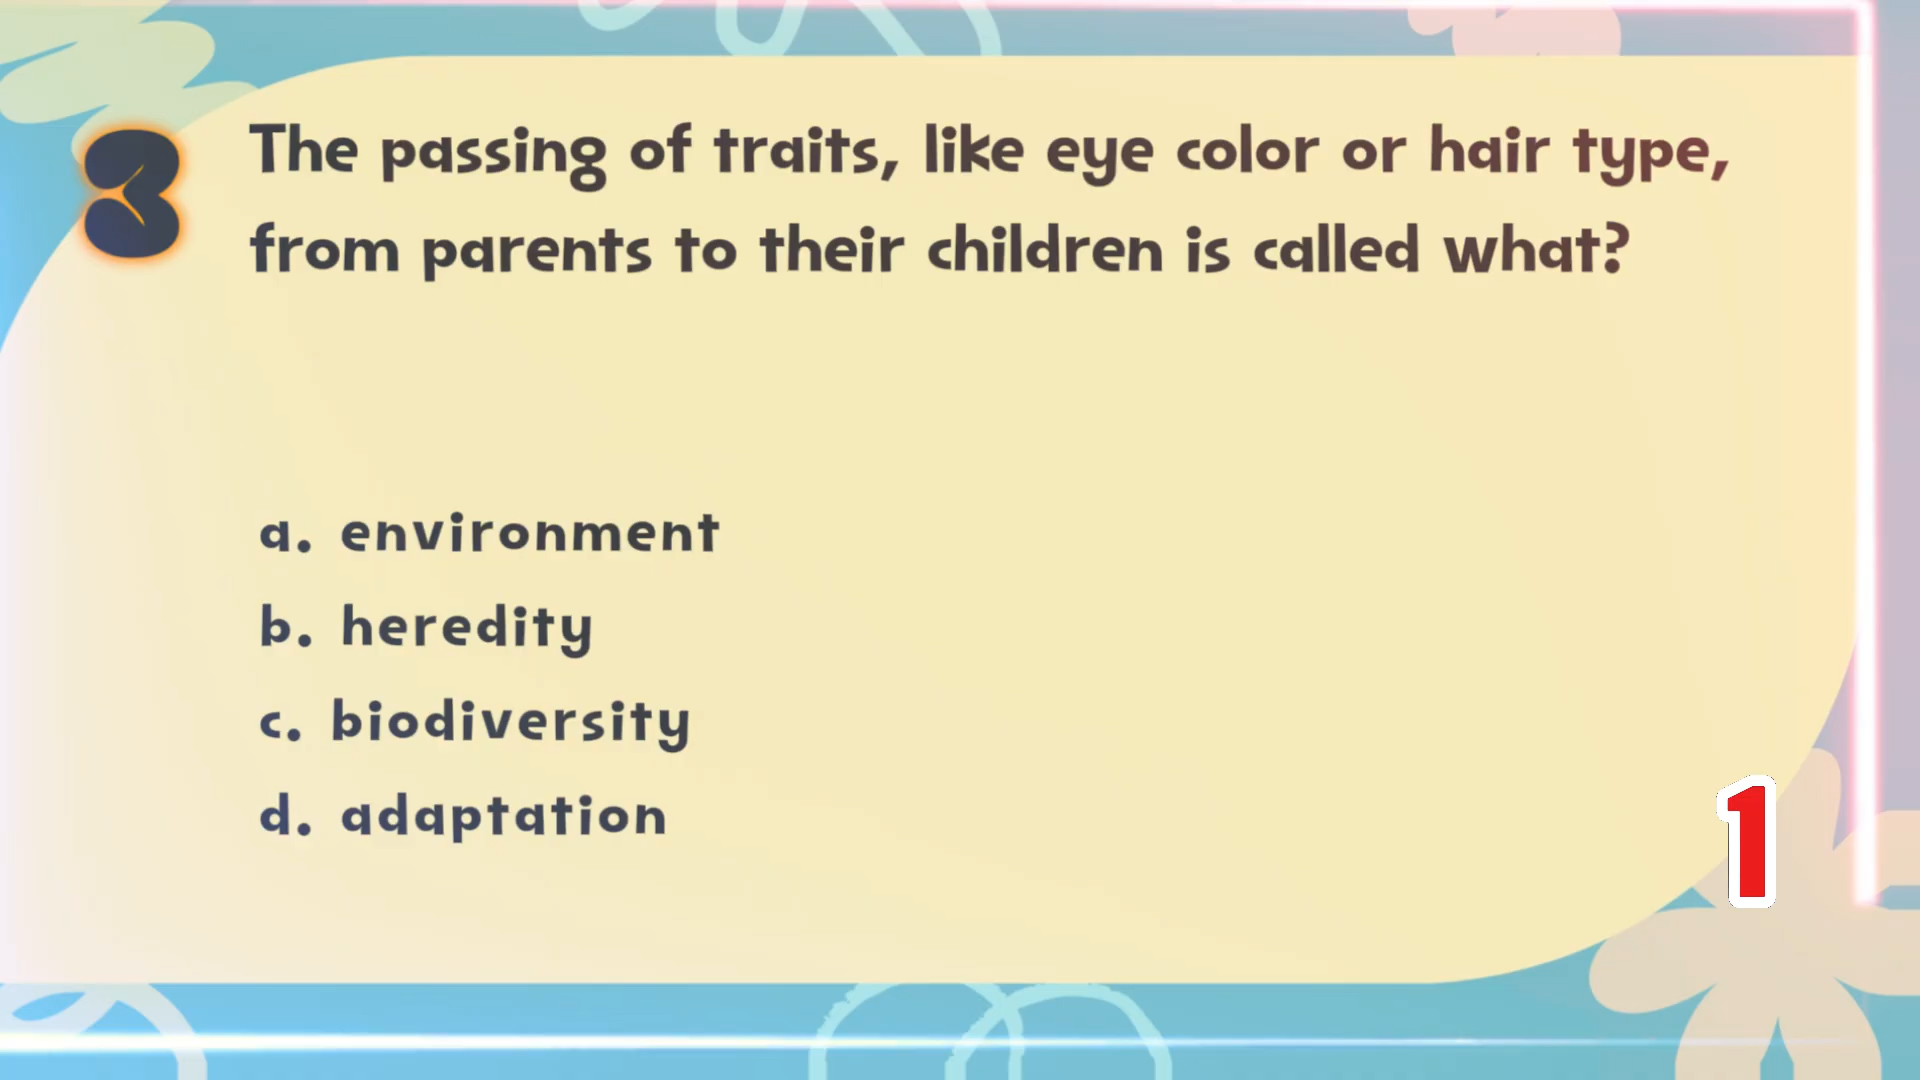 3
The passing of traits, like eye color or hair type,
from parents to their children is called what?
a. environment
b. heredity
c. biodiversity
d. adaptation
1